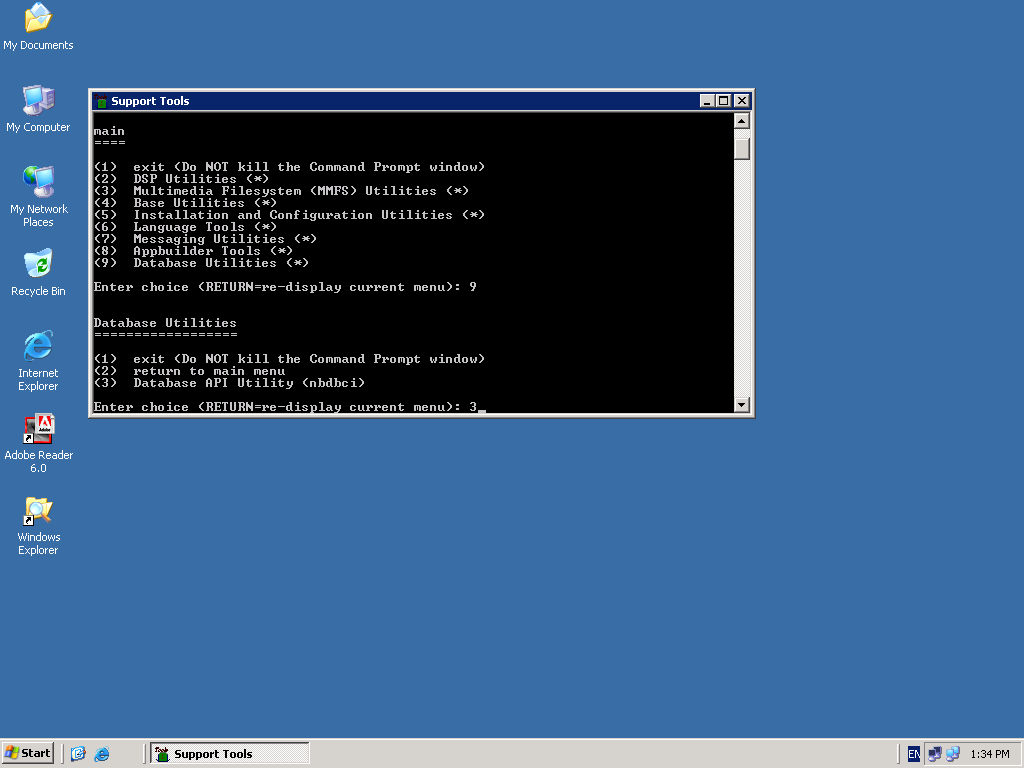 My Documents
My Computer
My Network
Places
Recycle Bin
Internet
Explorer
Adobe
Adobe Reader
6.0
Windows
Explorer
Support Tools
main
====
(1)  exit (Do NOT kill the Command Prompt window)
(2)  DSP Utilities (*)
(3)  Multimedia Filesystem (MMFS) Utilities (*)
(4)  Base Utilities (*)
(5)  Installation and Configuration Utilities (*)
(6)  Language Tools (*)
(7)  Messaging Utilities (*)
(8)  Appbuilder Tools (*)
(9)  Database Utilities (*)
Enter choice (RETURN=re-display current menu): 9
Database Utilities
==================
(1)  exit (Do NOT kill the Command Prompt window)
(2)  return to main menu
(3)  Database API Utility (nbdbci)
Enter choice (RETURN=re-display current menu): 3_
Start
Support Tools
EN
1:34 PM